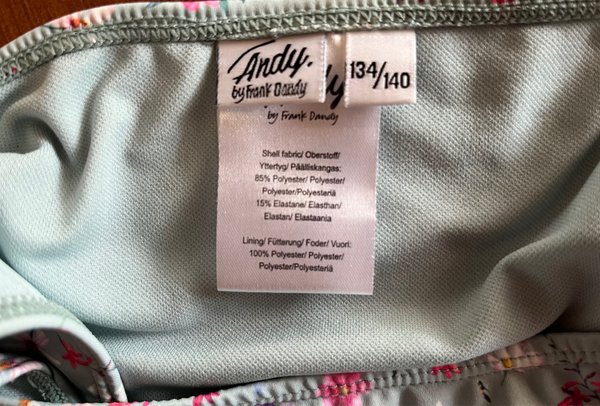 Andy.
by Frank Dandy
134/140
by Frank Dandy
Shell fabric/ Oberstoff/
Yttertyg/ Päällistkangas:
85% Polyester/ Polyester/
Polyester/Polyesteriä
15% Elastane/ Elasthan/
Elastan/ Elastaania
Lining/ Fütterung/ Foder/ Vuori:
100% Polyester/ Polyester/
Polyester/Polyesteriä